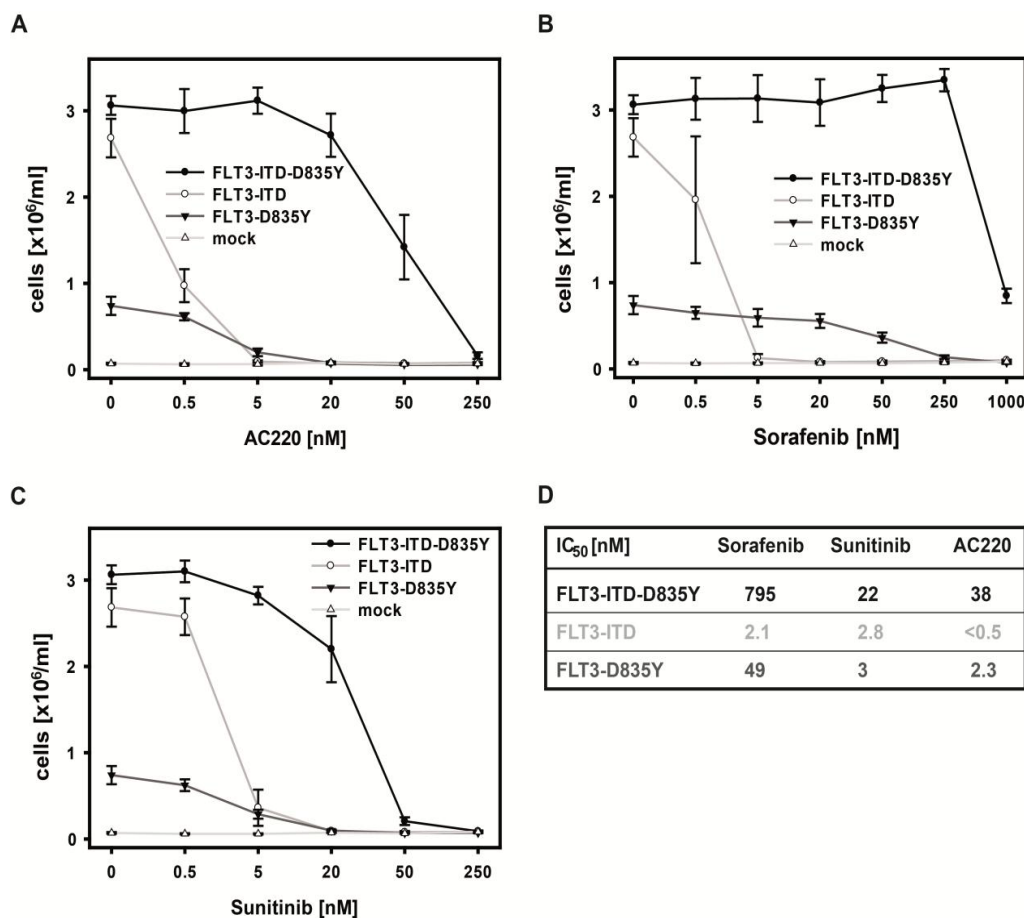 A
B
3
2
1
0
cells [x10⁶/ml]
FLT3-ITD-D835Y
FLT3-ITD
FLT3-D835Y
mock
0 0.5 5 20 50 250
AC220 [nM]
3
2
1
0
cells [x10⁶/ml]
FLT3-ITD-D835Y
FLT3-ITD
FLT3-D835Y
mock
0 0.5 5 20 50 250 1000
Sorafenib [nM]
C
D
3
2
1
0
cells [x10⁶/ml]
FLT3-ITD-D835Y
FLT3-ITD
FLT3-D835Y
mock
0 0.5 5 20 50 250
Sunitinib [nM]
IC₅₀ [nM] Sorafenib Sunitinib AC220
FLT3-ITD-D835Y 795 22 38
FLT3-ITD 2.1 2.8 <0.5
FLT3-D835Y 49 3 2.3